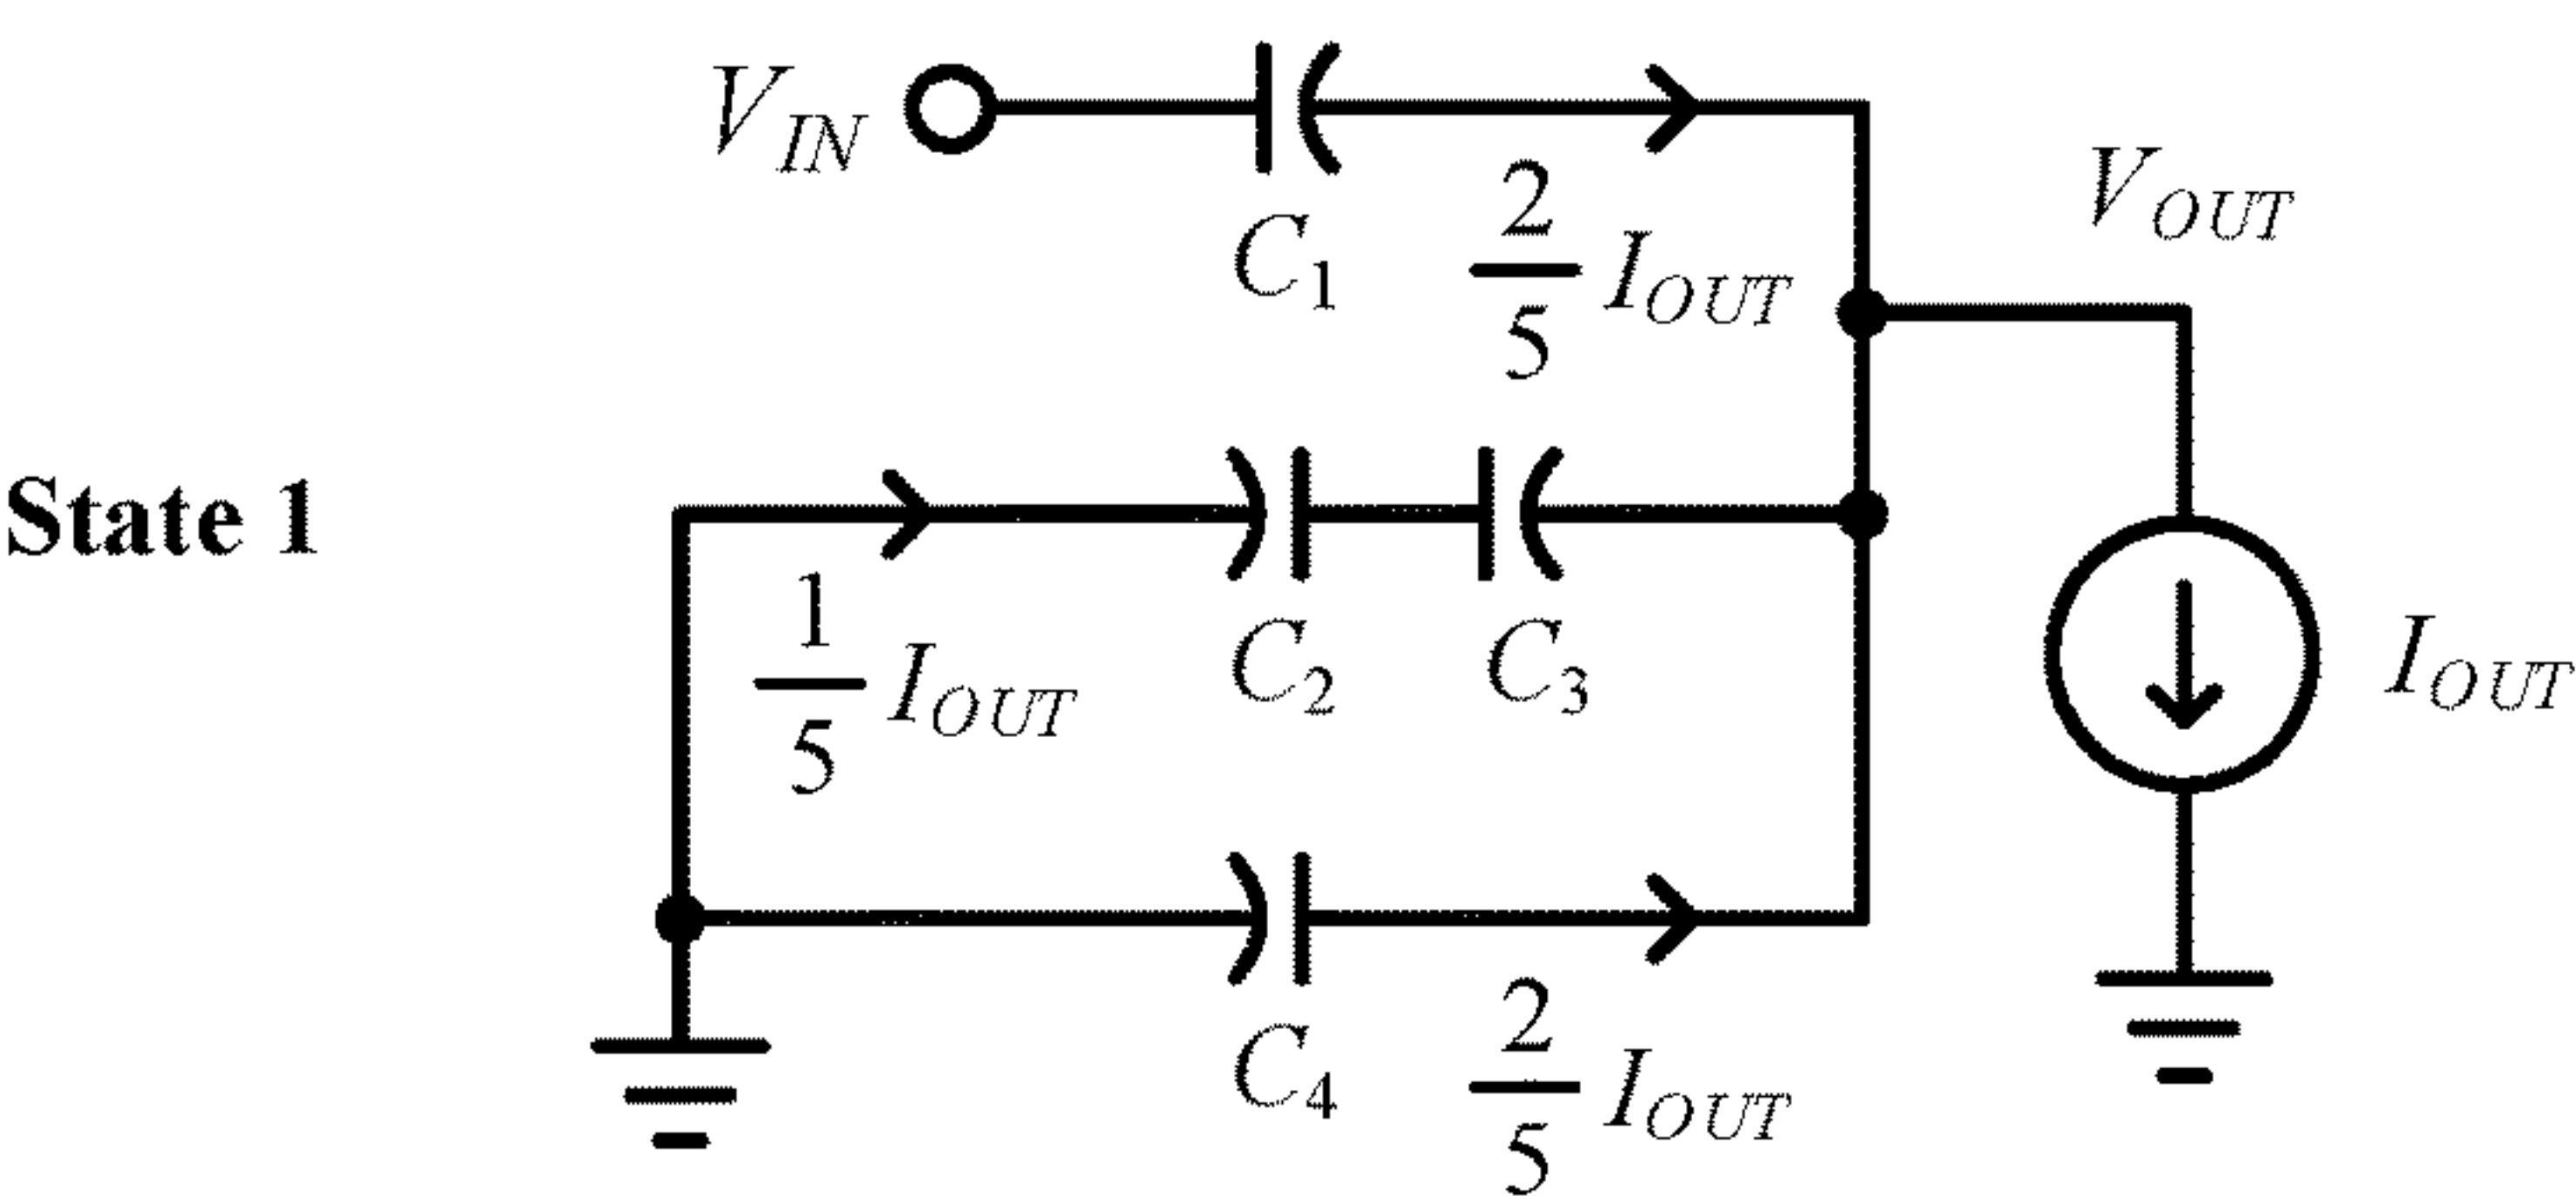 V_IN
C_1
2/5 I_OUT
V_OUT
State 1
1/5 I_OUT
C_2
C_3
I_OUT
C_4
2/5 I_OUT